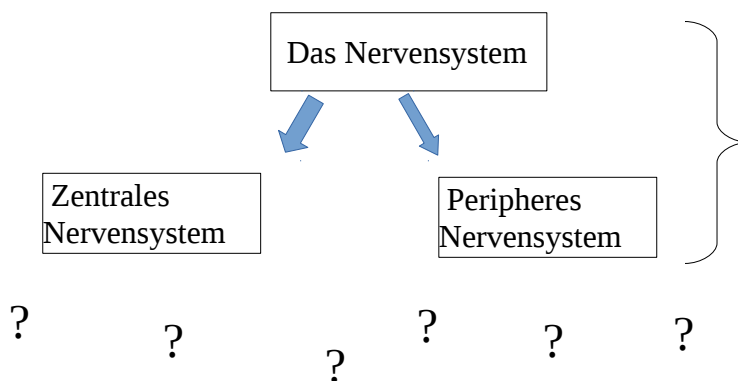 Das Nervensystem
Zentrales
Nervensystem
Peripheres
Nervensystem
? ? ? ? ? ?